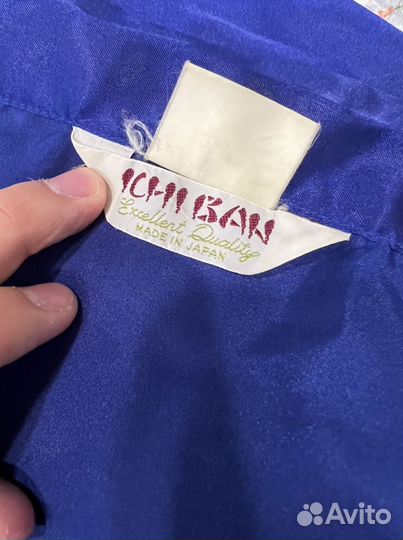 ICHI BAN
Excellent Quality
MADE IN JAPAN
Avito